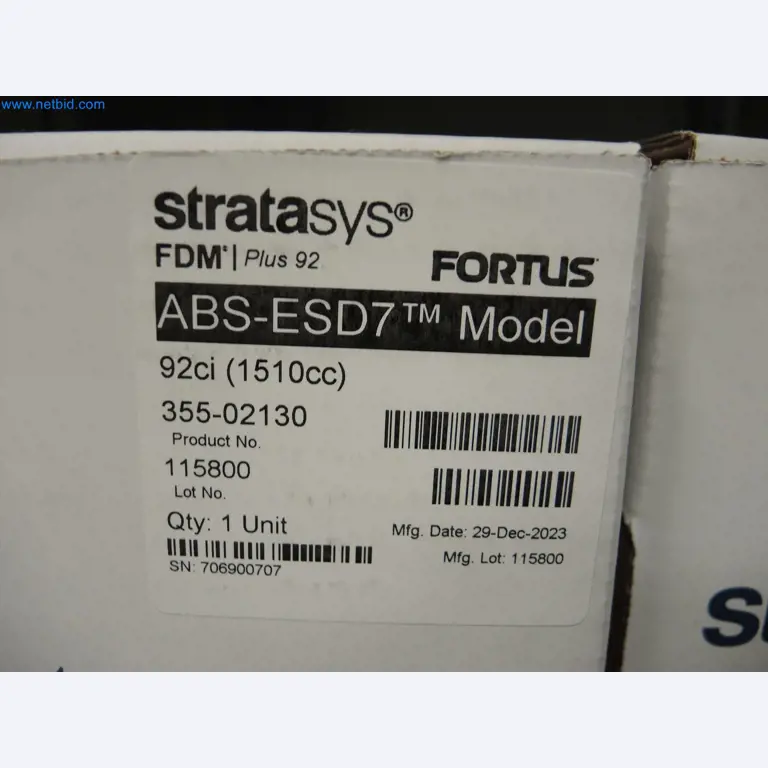 www.netbid.com
stratasys®
FDM® | Plus 92
FORTUS
ABS-ESD7™ Model
92ci (1510cc)
355-02130
Product No.
115800
Lot No.
Qty: 1 Unit
Mfg. Date: 29-Dec-2023
Mfg. Lot: 115800
SN: 706900707